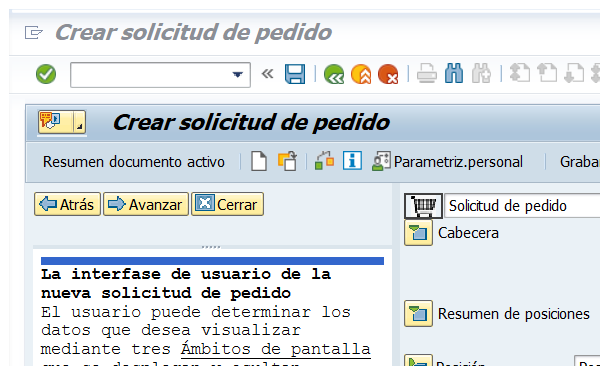 Crear solicitud de pedido
Crear solicitud de pedido
Resumen documento activo
Parametriz.personal
Graba
Atrás
Avanzar
Cerrar
Solicitud de pedido
Cabecera
La interfase de usuario de la
nueva solicitud de pedido
El usuario puede determinar los
datos que desea visualizar
mediante tres Ámbitos de pantalla
Resumen de posiciones